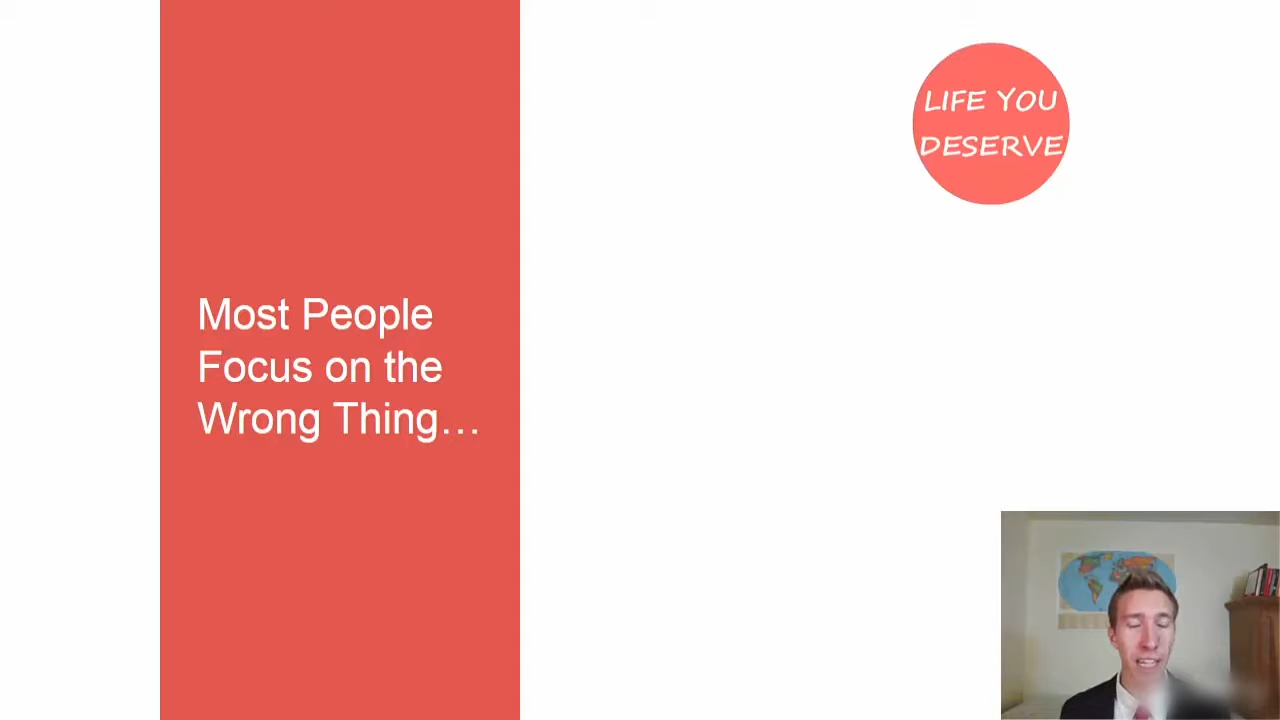 Most People
Focus on the
Wrong Thing…
LIFE YOU
DESERVE